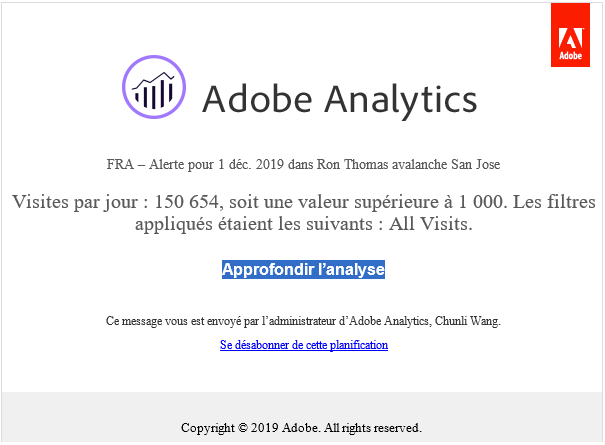 Adobe
Adobe Analytics
FRA – Alerte pour 1 déc. 2019 dans Ron Thomas avalanche San Jose
Visites par jour : 150 654, soit une valeur supérieure à 1 000. Les filtres
appliqués étaient les suivants : All Visits.
Approfondir l’analyse
Ce message vous est envoyé par l’administrateur d’Adobe Analytics, Chunli Wang.
Se désabonner de cette planification
Copyright © 2019 Adobe. All rights reserved.